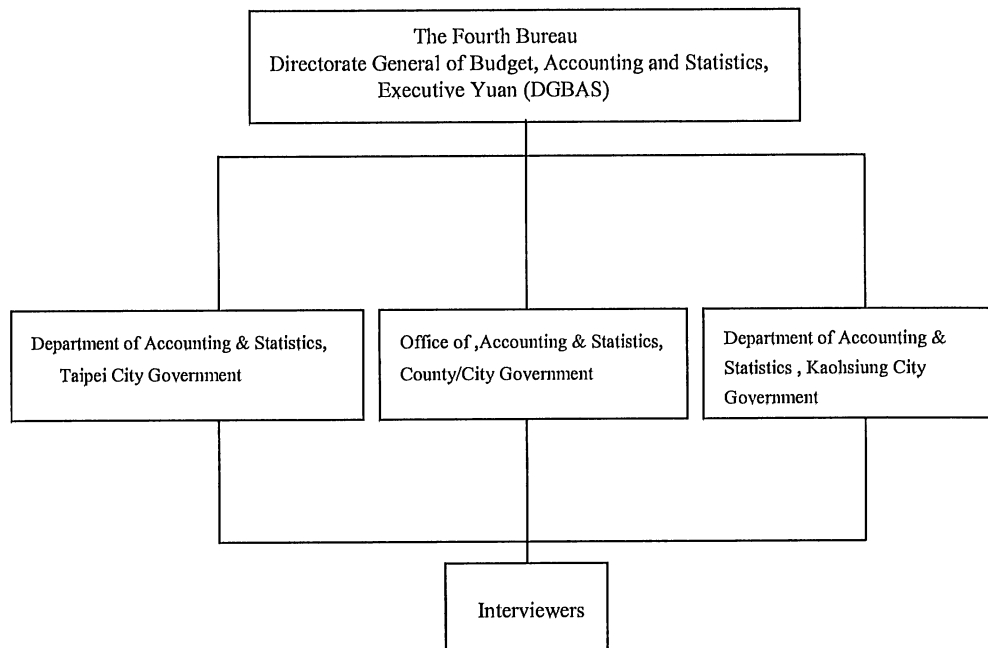 The Fourth Bureau
Directorate General of Budget, Accounting and Statistics,
Executive Yuan (DGBAS)
Department of Accounting & Statistics,
Taipei City Government
Office of ,Accounting & Statistics,
County/City Government
Department of Accounting &
Statistics , Kaohsiung City
Government
Interviewers